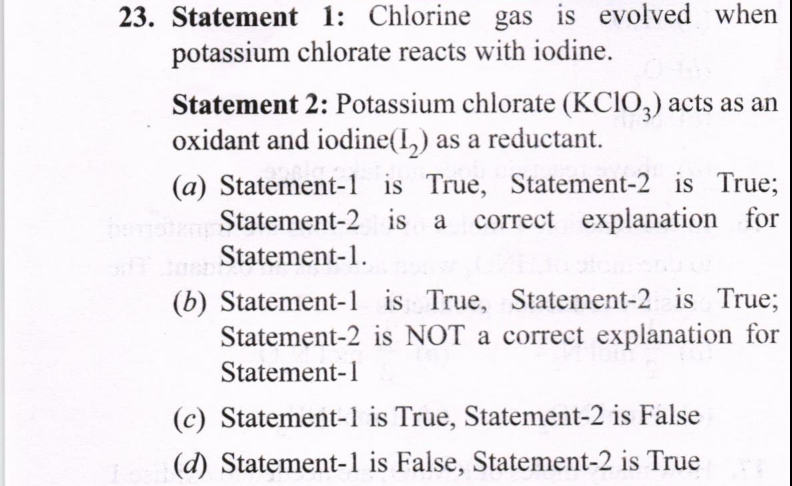 23. Statement 1: Chlorine gas is evolved when
potassium chlorate reacts with iodine.
Statement 2: Potassium chlorate (KClO₃) acts as an
oxidant and iodine(I₂) as a reductant.
(a) Statement-1 is True, Statement-2 is True;
Statement-2 is a correct explanation for
Statement-1.
(b) Statement-1 is True, Statement-2 is True;
Statement-2 is NOT a correct explanation for
Statement-1
(c) Statement-1 is True, Statement-2 is False
(d) Statement-1 is False, Statement-2 is True